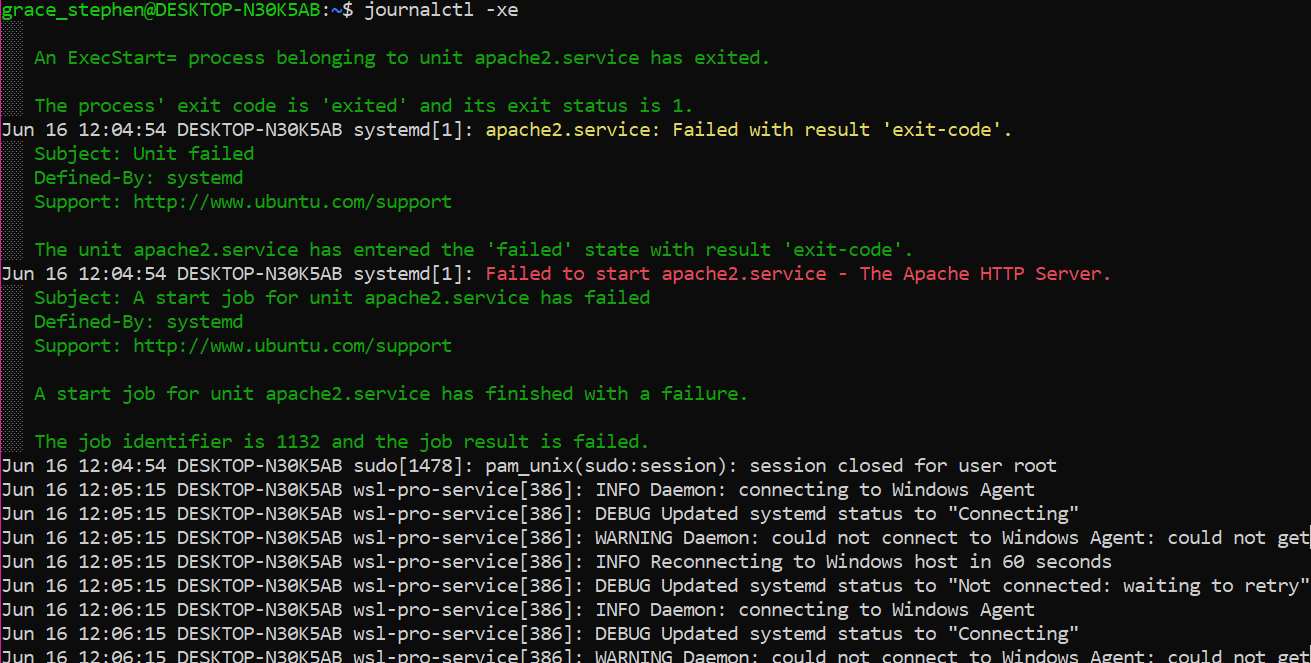 grace_stephen@DESKTOP-N30K5AB:~$ journalctl -xe
An ExecStart= process belonging to unit apache2.service has exited.
The process' exit code is 'exited' and its exit status is 1.
Jun 16 12:04:54 DESKTOP-N30K5AB systemd[1]: apache2.service: Failed with result 'exit-code'.
Subject: Unit failed
Defined-By: systemd
Support: http://www.ubuntu.com/support
The unit apache2.service has entered the 'failed' state with result 'exit-code'.
Jun 16 12:04:54 DESKTOP-N30K5AB systemd[1]: Failed to start apache2.service - The Apache HTTP Server.
Subject: A start job for unit apache2.service has failed
Defined-By: systemd
Support: http://www.ubuntu.com/support
A start job for unit apache2.service has finished with a failure.
The job identifier is 1132 and the job result is failed.
Jun 16 12:04:54 DESKTOP-N30K5AB sudo[1478]: pam_unix(sudo:session): session closed for user root
Jun 16 12:05:15 DESKTOP-N30K5AB wsl-pro-service[386]: INFO Daemon: connecting to Windows Agent
Jun 16 12:05:15 DESKTOP-N30K5AB wsl-pro-service[386]: DEBUG Updated systemd status to "Connecting"
Jun 16 12:05:15 DESKTOP-N30K5AB wsl-pro-service[386]: WARNING Daemon: could not connect to Windows Agent: could not get
Jun 16 12:05:15 DESKTOP-N30K5AB wsl-pro-service[386]: INFO Reconnecting to Windows host in 60 seconds
Jun 16 12:05:15 DESKTOP-N30K5AB wsl-pro-service[386]: DEBUG Updated systemd status to "Not connected: waiting to retry"
Jun 16 12:06:15 DESKTOP-N30K5AB wsl-pro-service[386]: INFO Daemon: connecting to Windows Agent
Jun 16 12:06:15 DESKTOP-N30K5AB wsl-pro-service[386]: DEBUG Updated systemd status to "Connecting"
Jun 16 12:06:15 DESKTOP-N30K5AB wsl-pro-service[386]: WARNING Daemon: could not connect to Windows Agent: could not get